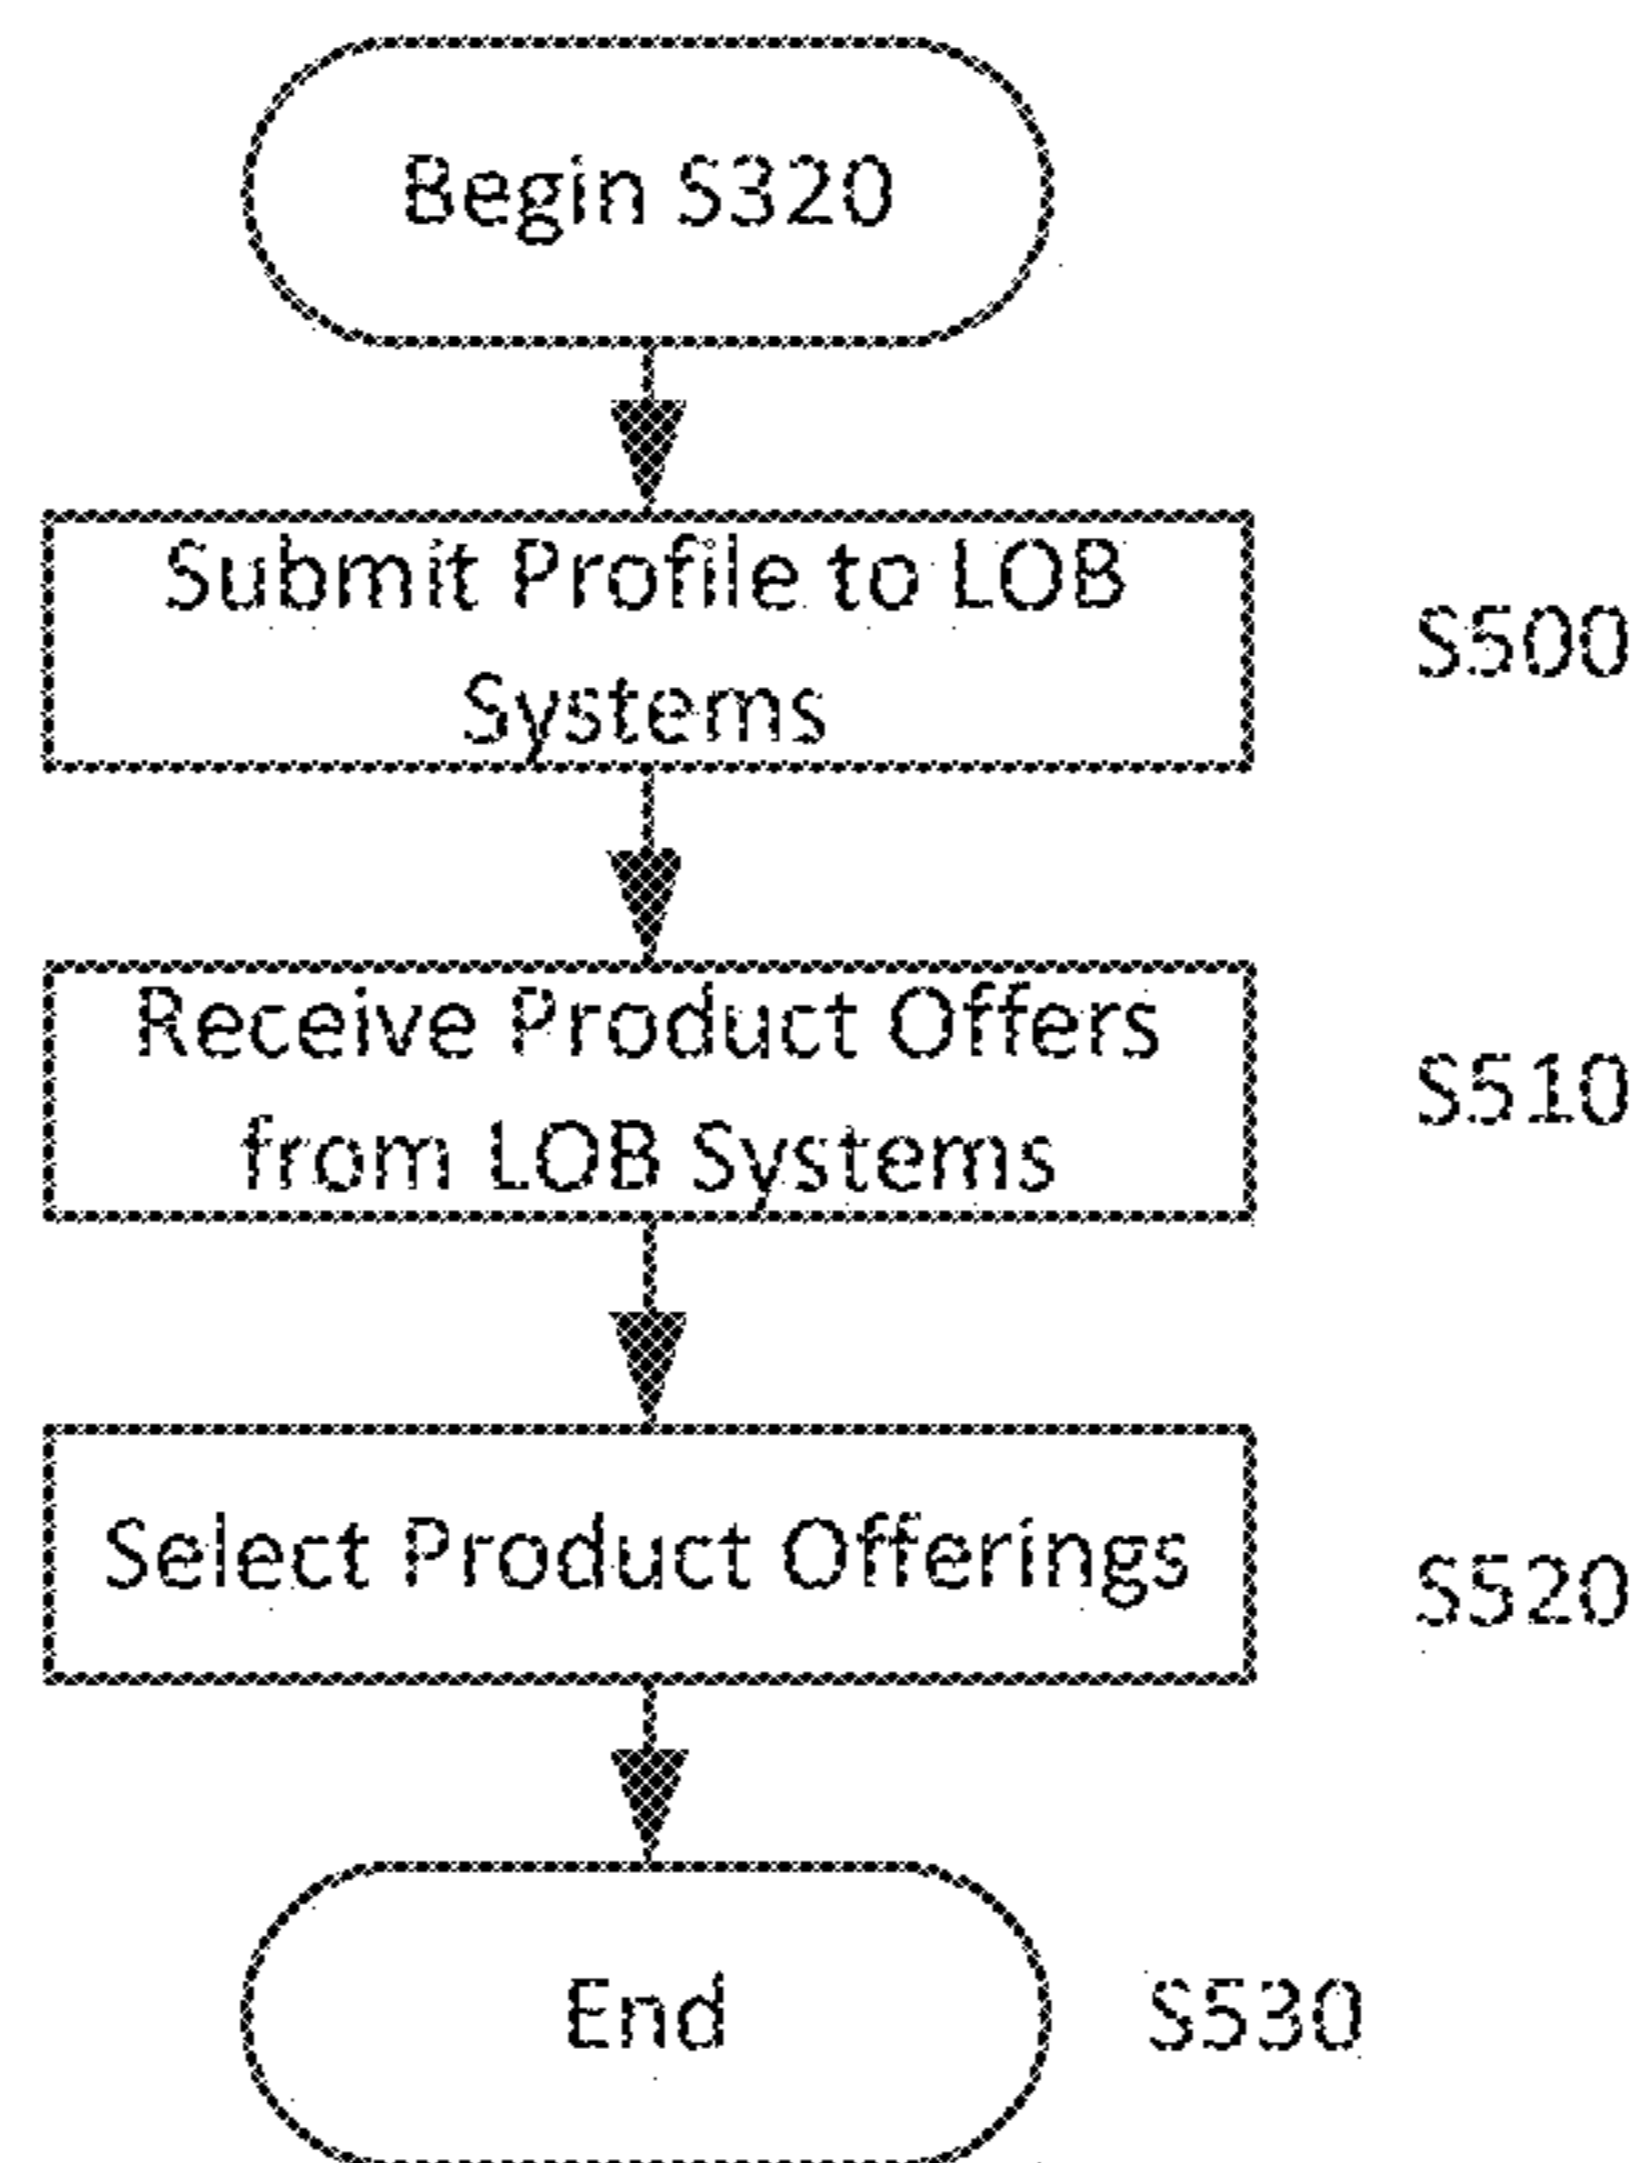 Begin S320
Submit Profile to LOB
Systems
S500
Receive Product Offers
from LOB Systems
S510
Select Product Offerings
S520
End
S530